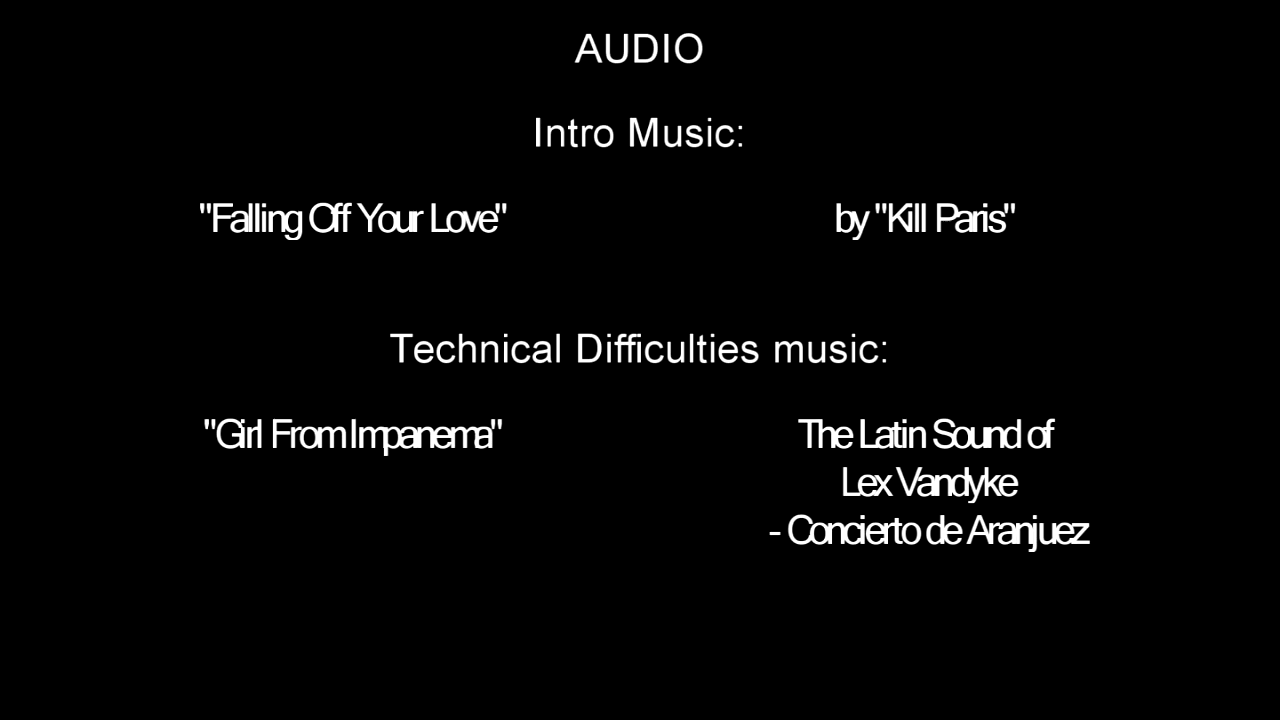 AUDIO
Intro Music:
"Falling Off Your Love" by "Kill Paris"
Technical Difficulties music:
"Girl From Impanema" The Latin Sound of
Lex Vandyke
- Concierto de Aranjuez